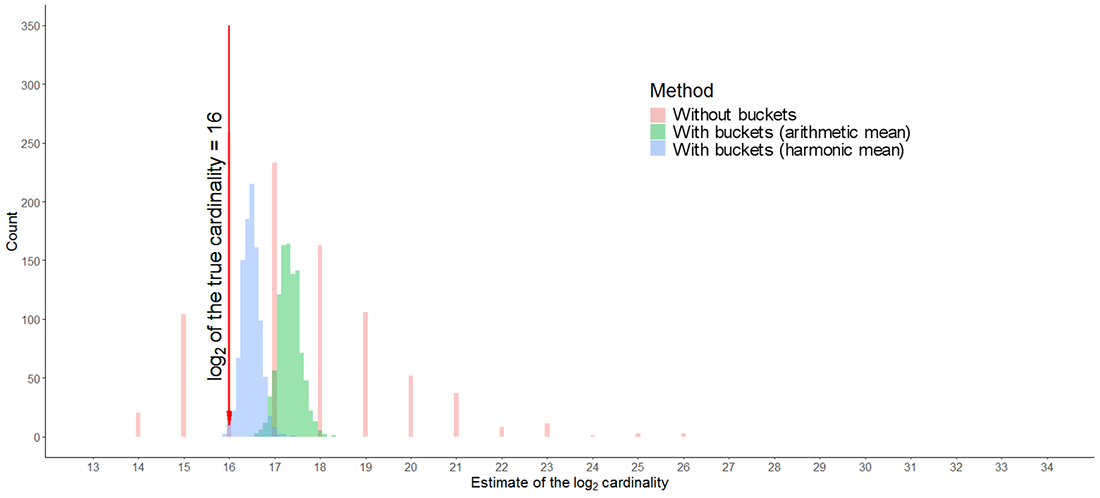 350
300
250
200
150
100
50
0
Count
log₂ of the true cardinality = 16
Method
Without buckets
With buckets (arithmetic mean)
With buckets (harmonic mean)
13 14 15 16 17 18 19 20 21 22 23 24 25 26 27 28 29 30 31 32 33 34
Estimate of the log₂ cardinality